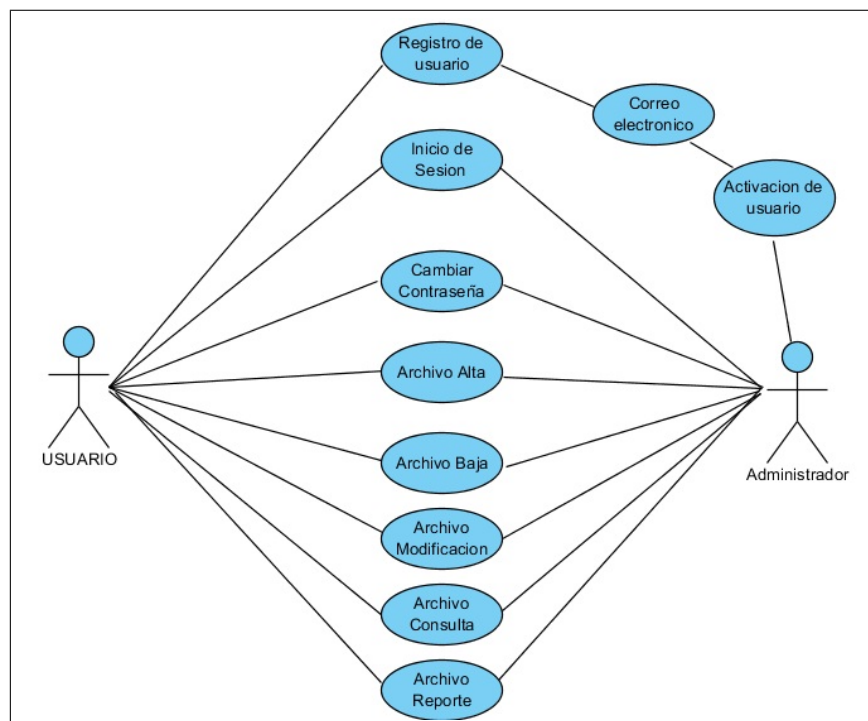 Registro de
usuario
Correo
electronico
Inicio de
Sesion
Activacion de
usuario
Cambiar
Contraseña
Archivo Alta
Archivo Baja
USUARIO
Administrador
Archivo
Modificacion
Archivo
Consulta
Archivo
Reporte